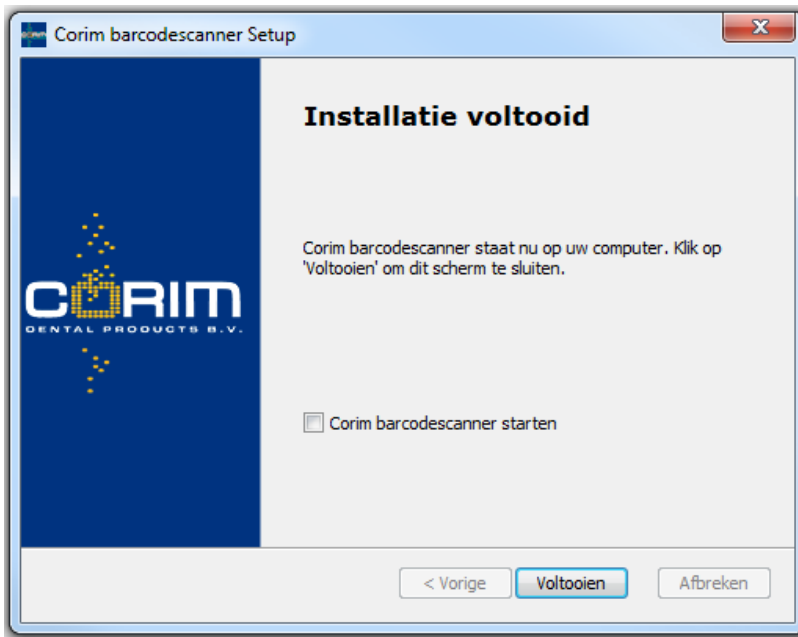 Corim barcodescanner Setup
Installatie voltooid
Corim barcodescanner staat nu op uw computer. Klik op
'Voltooien' om dit scherm te sluiten.
CORIM
DENTAL PRODUCTS B.V.
Corim barcodescanner starten
< Vorige
Voltooien
Afbreken